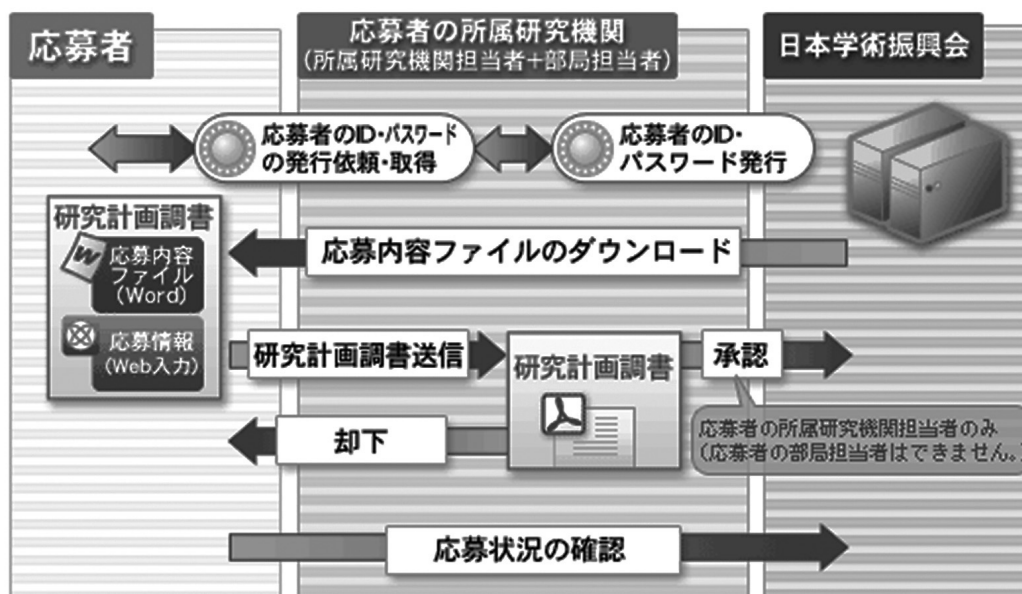 応募者
応募者の所属研究機関
(所属研究機関担当者+部局担当者)
日本学術振興会
応募者のID・パスワード
の発行依頼・取得
応募者のID・
パスワード発行
研究計画調書
W
応募内容
ファイル
(Word)
応募情報
(Web入力)
応募内容ファイルのダウンロード
研究計画調書送信
研究計画調書
承認
応募者の所属研究機関担当者のみ
(応募者の部局担当者はできません。)
却下
応募状況の確認